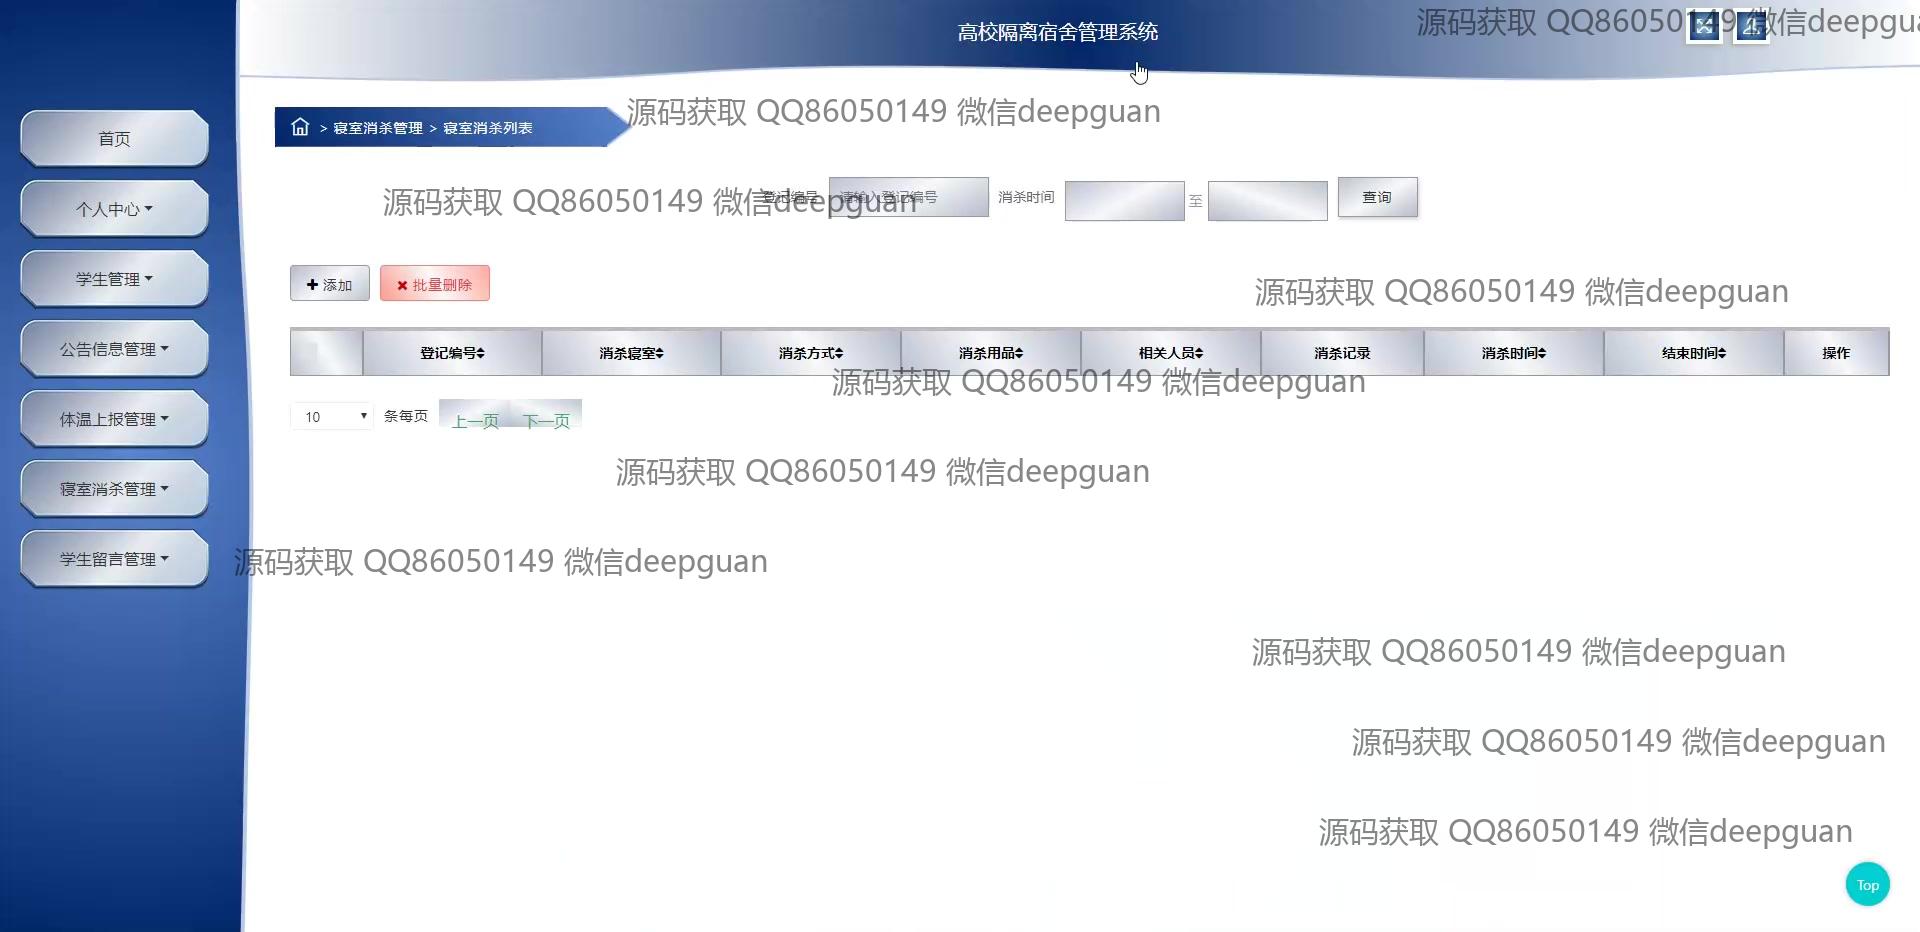 高校隔离宿舍管理系统
源码获取 QQ86050149 微信deepgua
> 寝室消杀管理 > 寝室消杀列表
源码获取 QQ86050149 微信deepguan
首页
个人中心
学生管理
公告信息管理
体温上报管理
寝室消杀管理
学生留言管理
源码获取 QQ86050149 微信deepguan
登记编号 请输入登记编号 消杀时间 至 查询
添加 批量删除
源码获取 QQ86050149 微信deepguan
登记编号 消杀寝室 消杀方式 消杀用品 相关人员 消杀记录 消杀时间 结束时间 操作
源码获取 QQ86050149 微信deepguan
10 条每页 上一页 下一页
源码获取 QQ86050149 微信deepguan
源码获取 QQ86050149 微信deepguan
源码获取 QQ86050149 微信deepguan
源码获取 QQ86050149 微信deepguan
源码获取 QQ86050149 微信deepguan
Top